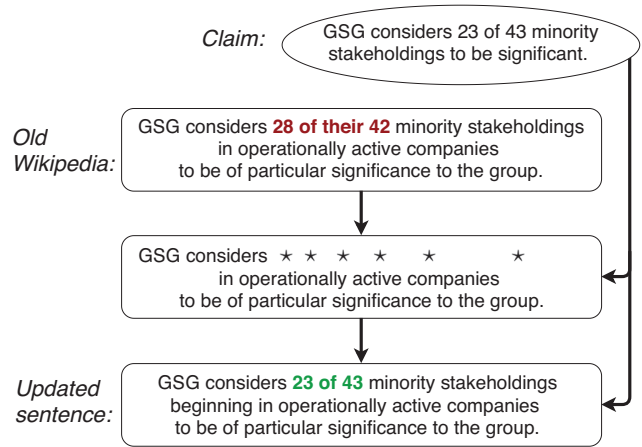 Claim:
GSG considers 23 of 43 minority
stakeholdings to be significant.
Old
Wikipedia:
GSG considers 28 of their 42 minority stakeholdings
in operationally active companies
to be of particular significance to the group.
GSG considers ⋆ ⋆ ⋆ ⋆ ⋆ ⋆
in operationally active companies
to be of particular significance to the group.
Updated
sentence:
GSG considers 23 of 43 minority stakeholdings
beginning in operationally active companies
to be of particular significance to the group.